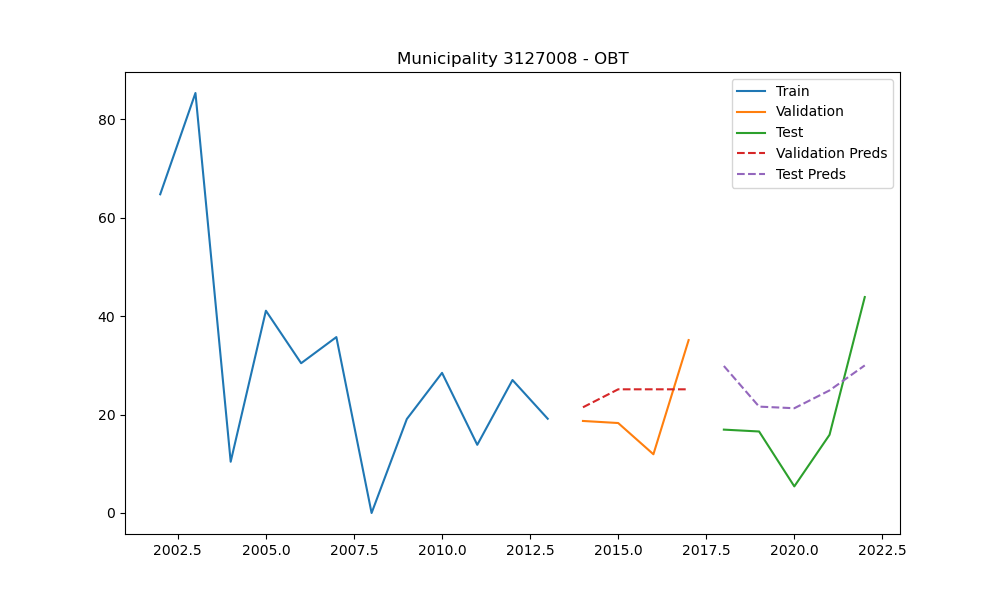 Municipality 3127008 - OBT
Train
Validation
Test
Validation Preds
Test Preds
80
60
40
20
0
2002.5 2005.0 2007.5 2010.0 2012.5 2015.0 2017.5 2020.0 2022.5